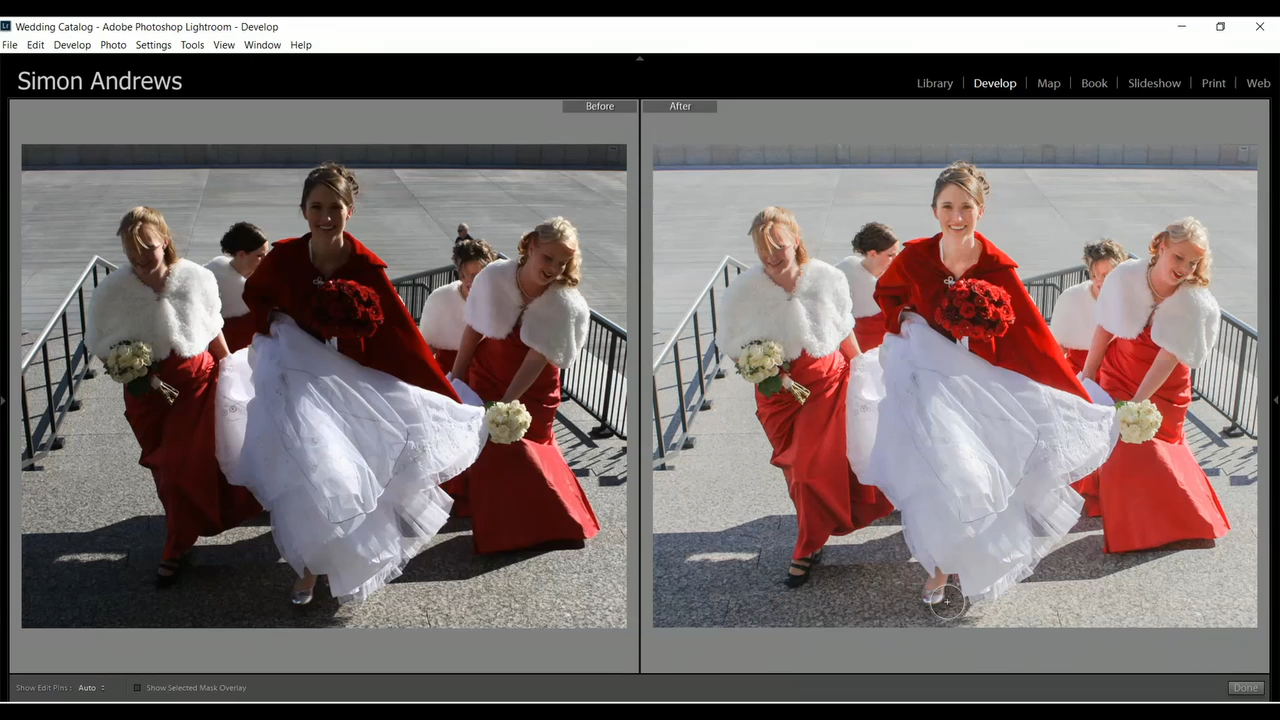 Lr Wedding Catalog - Adobe Photoshop Lightroom - Develop
File Edit Develop Photo Settings Tools View Window Help
Simon Andrews
Library Develop Map Book Slideshow Print Web
Before After
Show Edit Pins : Auto Show Selected Mask Overlay Done